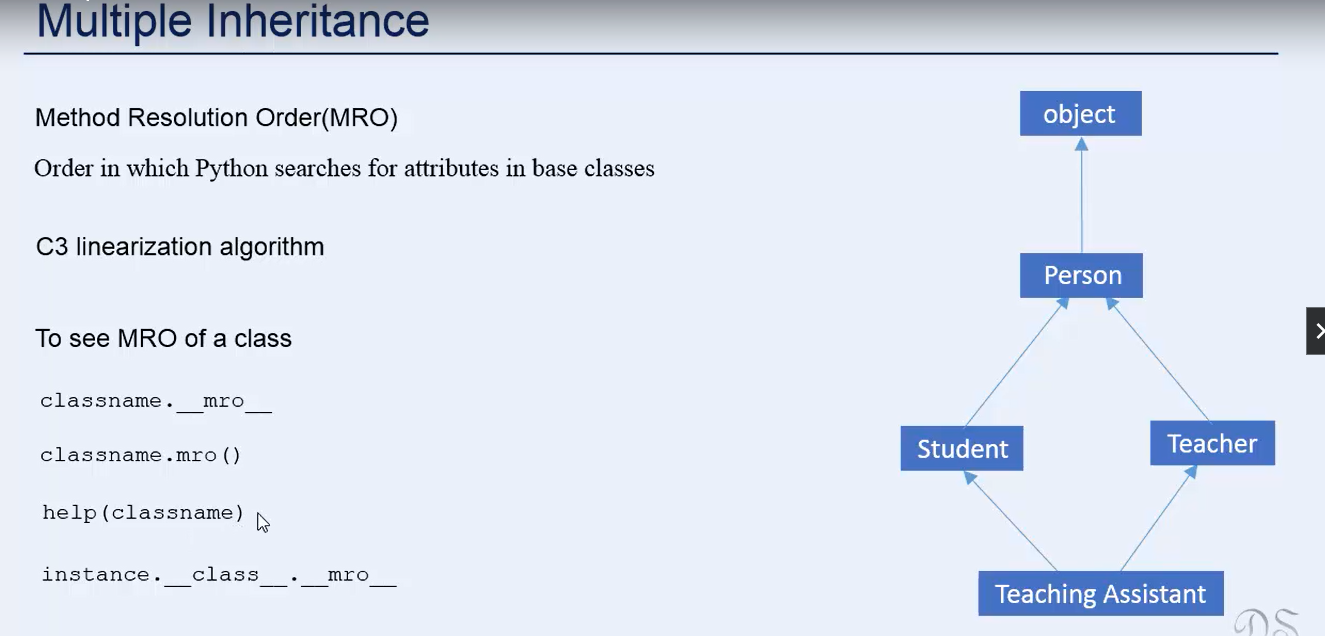 Multiple Inheritance
Method Resolution Order(MRO)
Order in which Python searches for attributes in base classes
C3 linearization algorithm
To see MRO of a class
classname.__mro__
classname.mro()
help(classname)
instance.__class__.__mro__
object
Person
Student
Teacher
Teaching Assistant
DS